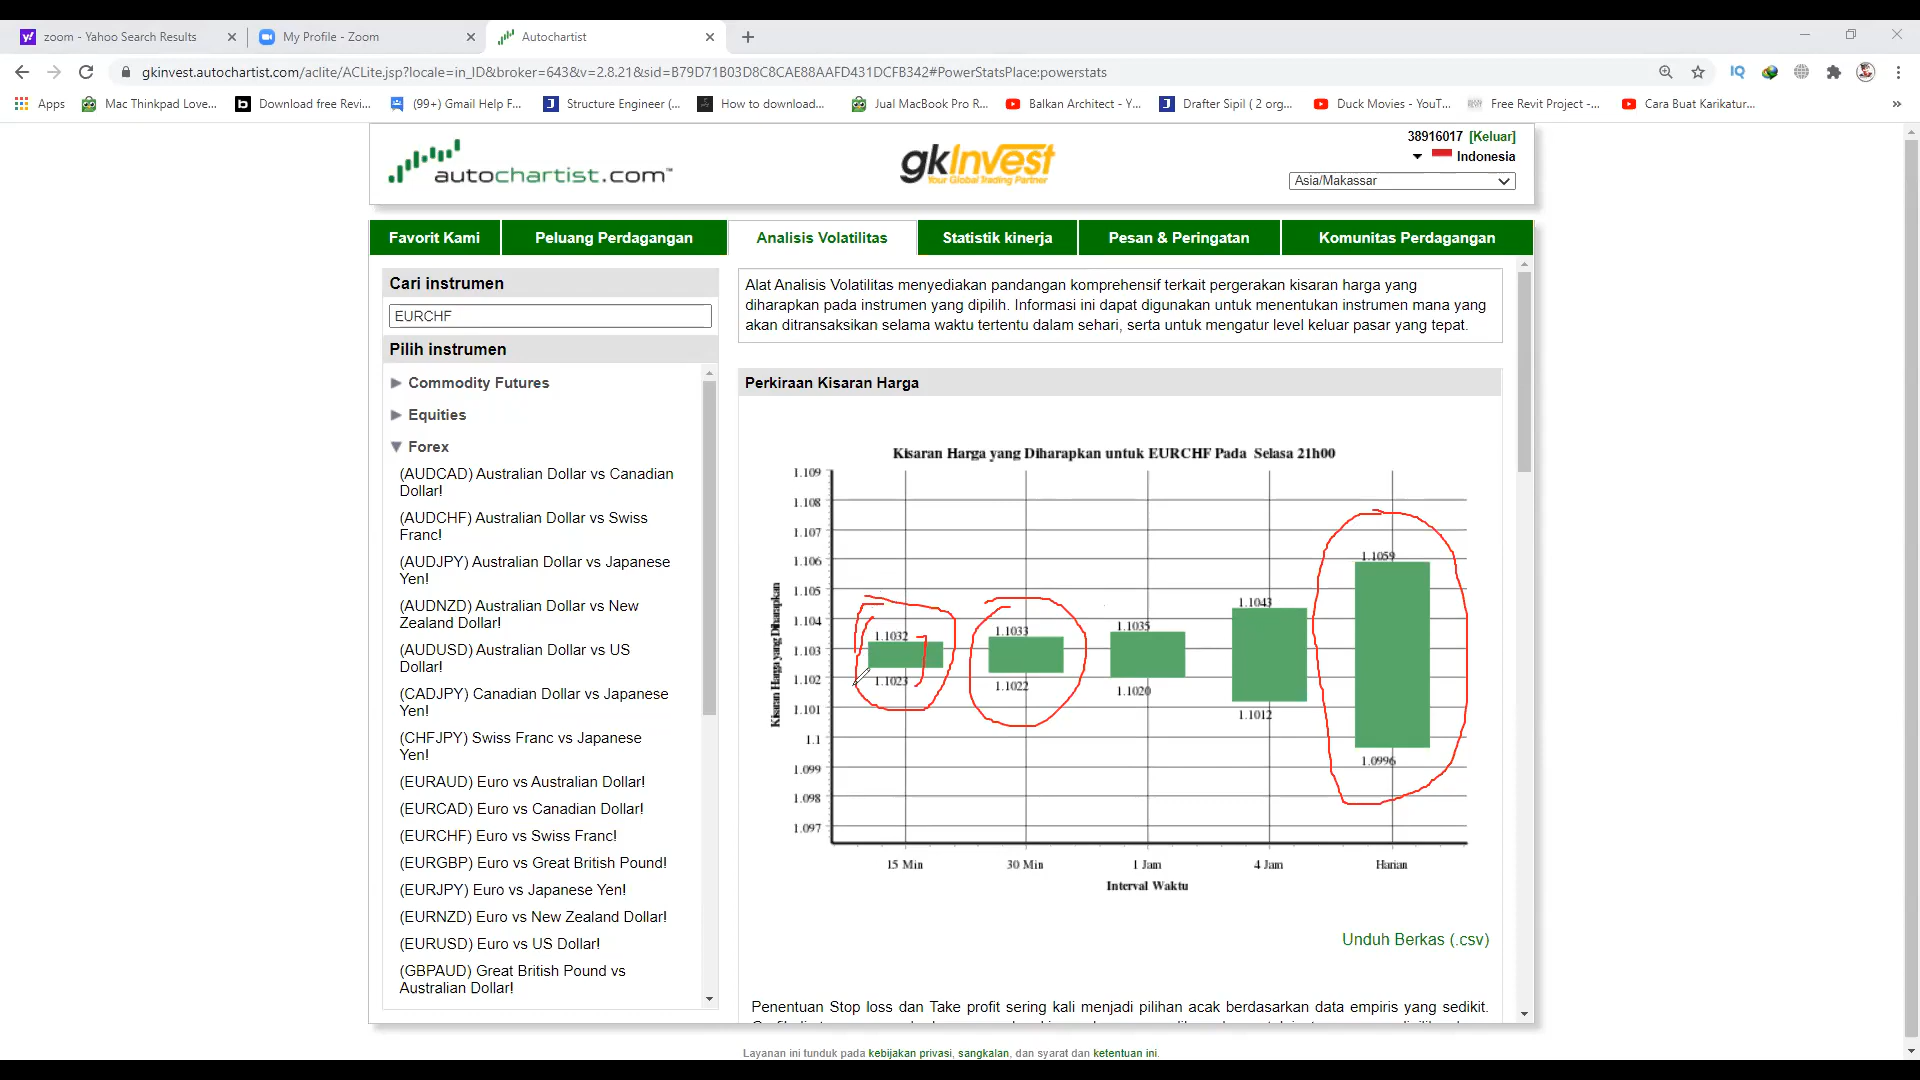 zoom - Yahoo Search Results
My Profile - Zoom
Autochartist
gkinvest.autochartist.com/aclite/ACLite.jsp?locale=in_ID&broker=643&v=2.8.21&sid=B79D71B03D8C8CAE88AAFD431DCFB342#PowerStatsPlace:powerstats
Apps
Mac Thinkpad Love...
Download free Revi...
(99+) Gmail Help F...
Structure Engineer (...
How to download...
Jual MacBook Pro R...
Balkan Architect - Y...
Drafter Sipil ( 2 org...
Duck Movies - YouT...
Free Revit Project -...
Cara Buat Karikatur...
autochartist.com™
gkInvest
Your Global Trading Partner
38916017 [Keluar]
Indonesia
Asia/Makassar
Favorit Kami
Peluang Perdagangan
Analisis Volatilitas
Statistik kinerja
Pesan & Peringatan
Komunitas Perdagangan
Cari instrumen
EURCHF
Pilih instrumen
Commodity Futures
Equities
Forex
(AUDCAD) Australian Dollar vs Canadian
Dollar!
(AUDCHF) Australian Dollar vs Swiss
Franc!
(AUDJPY) Australian Dollar vs Japanese
Yen!
(AUDNZD) Australian Dollar vs New
Zealand Dollar!
(AUDUSD) Australian Dollar vs US
Dollar!
(CADJPY) Canadian Dollar vs Japanese
Yen!
(CHFJPY) Swiss Franc vs Japanese
Yen!
(EURAUD) Euro vs Australian Dollar!
(EURCAD) Euro vs Canadian Dollar!
(EURCHF) Euro vs Swiss Franc!
(EURGBP) Euro vs Great British Pound!
(EURJPY) Euro vs Japanese Yen!
(EURNZD) Euro vs New Zealand Dollar!
(EURUSD) Euro vs US Dollar!
(GBPAUD) Great British Pound vs
Australian Dollar!
Alat Analisis Volatilitas menyediakan pandangan komprehensif terkait pergerakan kisaran harga yang
diharapkan pada instrumen yang dipilih. Informasi ini dapat digunakan untuk menentukan instrumen mana yang
akan ditransaksikan selama waktu tertentu dalam sehari, serta untuk mengatur level keluar pasar yang tepat.
Perkiraan Kisaran Harga
Kisaran Harga yang Diharapkan untuk EURCHF Pada Selasa 21h00
Kisaran Harga yang Diharapkan
1.109
1.108
1.107
1.106
1.105
1.104
1.103
1.102
1.101
1.1
1.099
1.098
1.097
1.1032
1.1023
1.1033
1.1022
1.1035
1.1020
1.1043
1.1012
1.1059
1.0996
15 Min
30 Min
1 Jam
4 Jam
Harian
Interval Waktu
Unduh Berkas (.csv)
Penentuan Stop loss dan Take profit sering kali menjadi pilihan acak berdasarkan data empiris yang sedikit.
Layanan ini tunduk pada kebijakan privasi, sangkalan, dan syarat dan ketentuan ini.